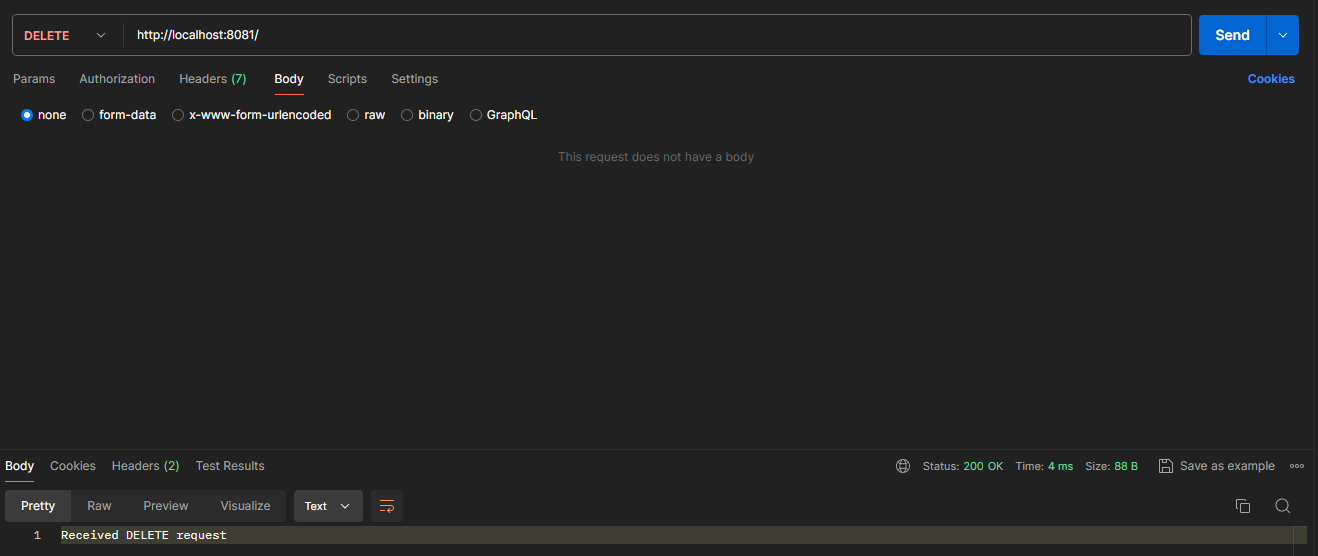 DELETE http://localhost:8081/ Send
Params Authorization Headers (7) Body Scripts Settings Cookies
none form-data x-www-form-urlencoded raw binary GraphQL
This request does not have a body
Body Cookies Headers (2) Test Results Status: 200 OK Time: 4 ms Size: 88 B Save as example
Pretty Raw Preview Visualize Text
1 Received DELETE request